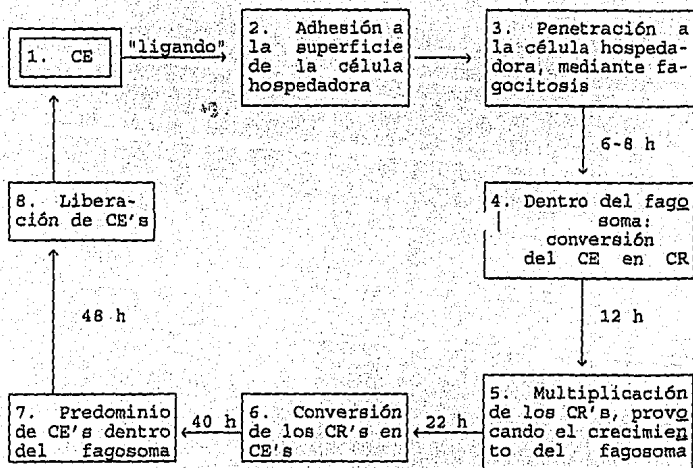 1. CE
"ligando"
2. Adhesión a
la superficie
de la célula
hospedadora
3. Penetración a
la célula hospeda-
dora, mediante fa-
gocitosis
6-8 h
4. Dentro del fago
soma:
conversión
del CE en CR
12 h
5. Multiplicación
de los CR's, provo
cando el crecimien
to del fagosoma
22 h
6. Conversión
de los CR's en
CE's
40 h
7. Predominio
de CE's dentro
del fagosoma
48 h
8. Libera-
ción de CE's